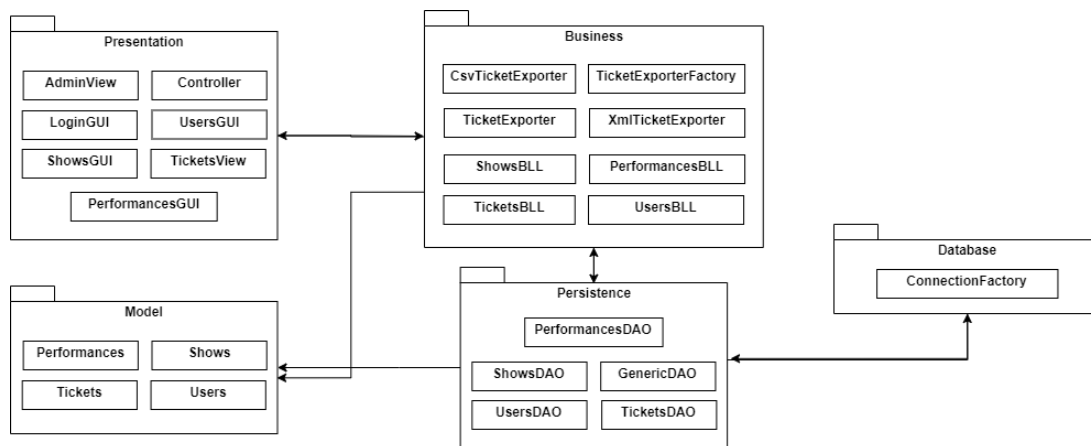 Presentation
AdminView
Controller
LoginGUI
UsersGUI
ShowsGUI
TicketsView
PerformancesGUI
Business
CsvTicketExporter
TicketExporterFactory
TicketExporter
XmlTicketExporter
ShowsBLL
PerformancesBLL
TicketsBLL
UsersBLL
Model
Performances
Shows
Tickets
Users
Persistence
PerformancesDAO
ShowsDAO
GenericDAO
UsersDAO
TicketsDAO
Database
ConnectionFactory